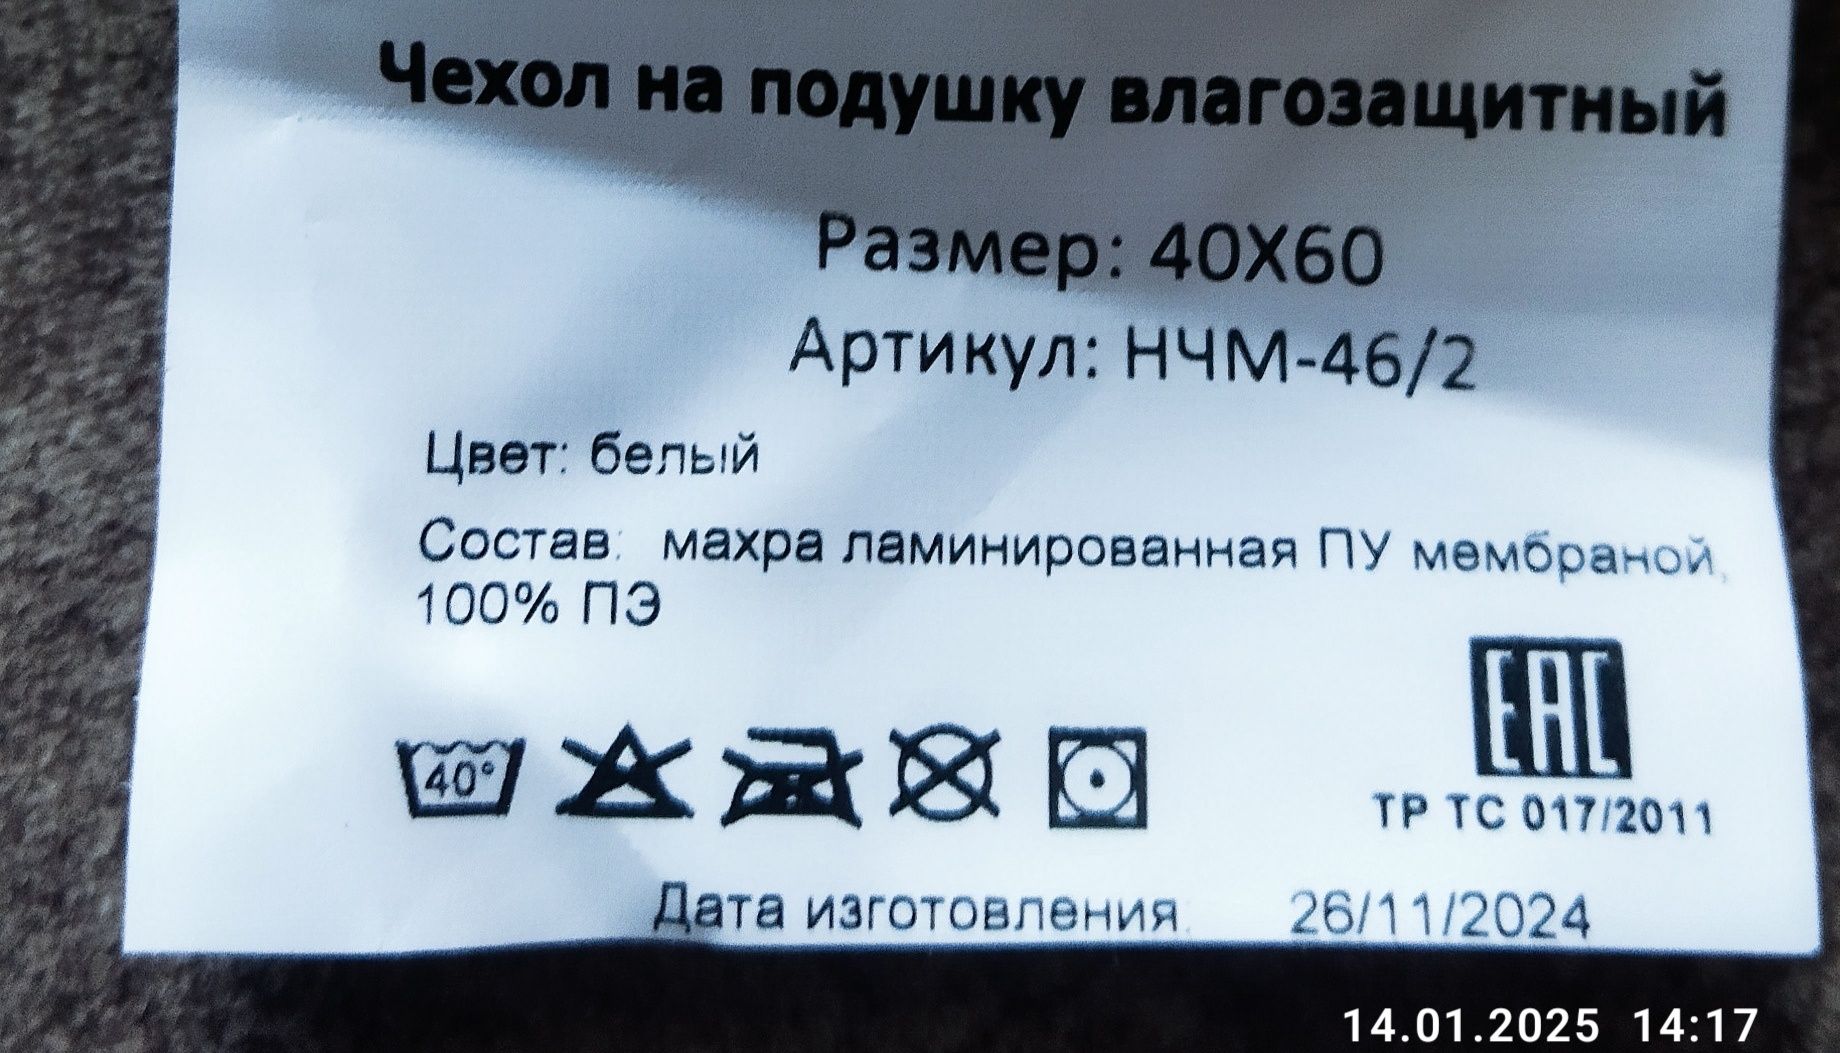 Чехол на подушку влагозащитный
Размер: 40Х60
Артикул: НЧМ-46/2
Цвет: белый
Состав: махра ламинированная ПУ мембраной,
100% ПЭ
40°
EAC
ТР ТС 017/2011
Дата изготовления: 26/11/2024
14.01.2025 14:17